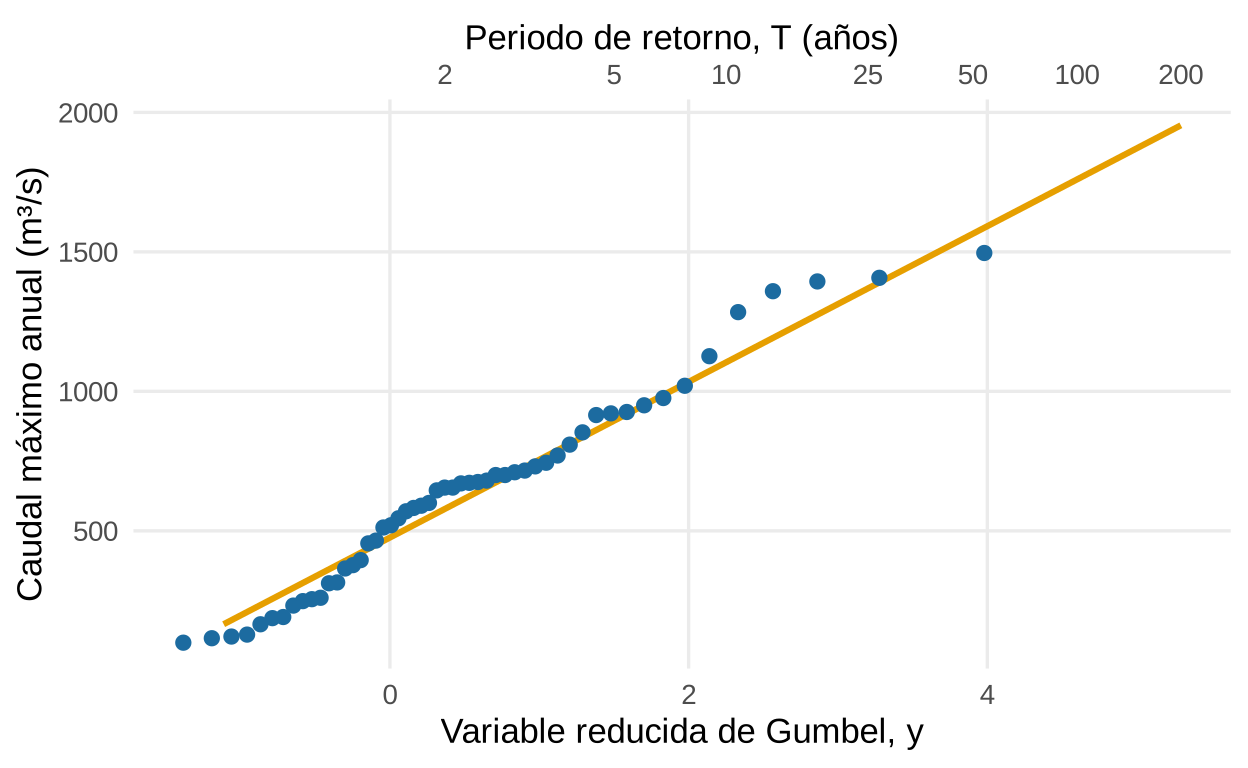 Periodo de retorno, T (años)
2 5 10 25 50 100 200
Caudal máximo anual (m³/s)
2000
1500
1000
500
0 2 4
Variable reducida de Gumbel, y